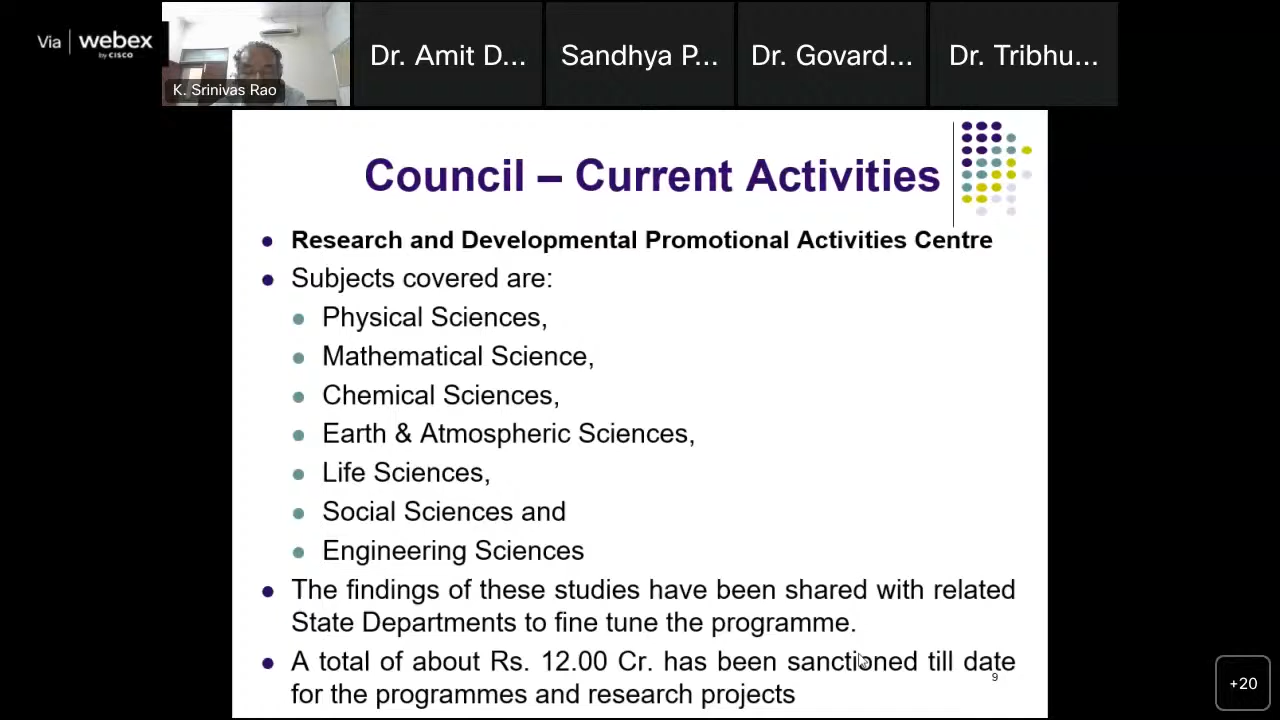 Via | webex
by CISCO
K. Srinivas Rao
Dr. Amit D...
Sandhya P...
Dr. Govard...
Dr. Tribhu...
Council – Current Activities
Research and Developmental Promotional Activities Centre
Subjects covered are:
Physical Sciences,
Mathematical Science,
Chemical Sciences,
Earth & Atmospheric Sciences,
Life Sciences,
Social Sciences and
Engineering Sciences
The findings of these studies have been shared with related
State Departments to fine tune the programme.
A total of about Rs. 12.00 Cr. has been sanctioned till date
for the programmes and research projects
9
+20